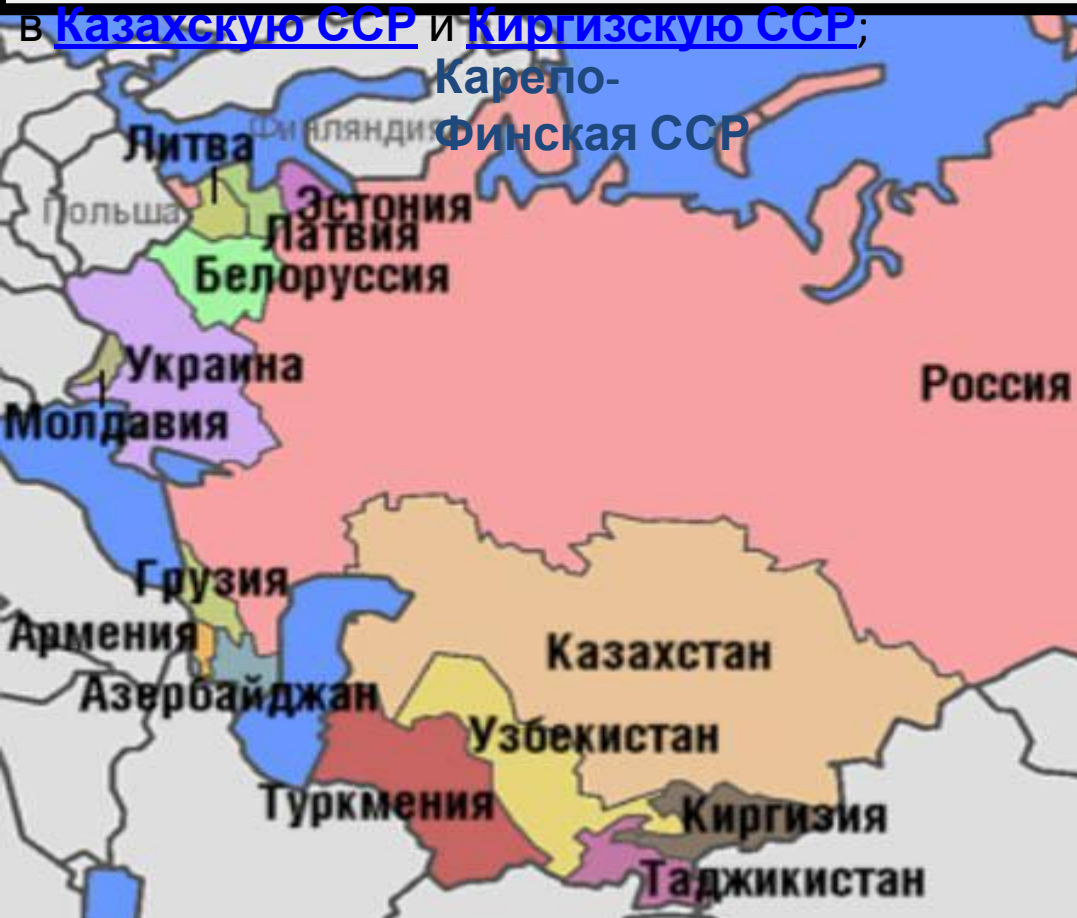 в Казахскую ССР и Киргизскую ССР;
Карело-
Финская ССР
Финляндия
Литва
Польша
Эстония
Латвия
Белоруссия
Украина
Россия
Молдавия
Грузия
Армения
Казахстан
Азербайджан
Узбекистан
Туркмения
Киргизия
Таджикистан